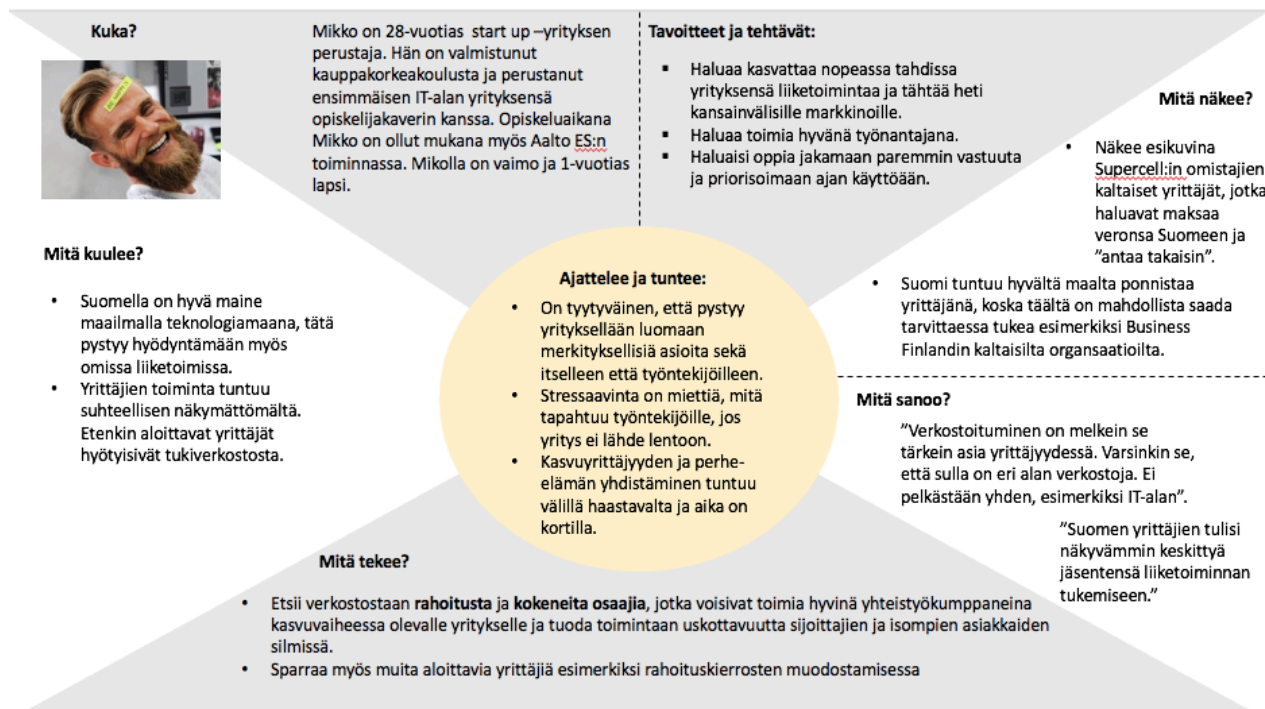 Kuka?
Mikko on 28-vuotias  start up –yrityksen
perustaja. Hän on valmistunut
kauppakorkeakoulusta ja perustanut
ensimmäisen IT-alan yrityksensä
opiskelijakaverin kanssa. Opiskeluaikana
Mikko on ollut mukana myös Aalto ES:n
toiminnassa. Mikolla on vaimo ja 1-vuotias
lapsi.
Tavoitteet ja tehtävät:
▪ Haluaa kasvattaa nopeassa tahdissa
yrityksensä liiketoimintaa ja tähtää heti
kansainvälisille markkinoille.
▪ Haluaa toimia hyvänä työnantajana.
▪ Haluaisi oppia jakamaan paremmin vastuuta
ja priorisoimaan ajan käyttöään.
Mitä näkee?
• Näkee esikuvina
Supercell:in omistajien
kaltaiset yrittäjät, jotka
haluavat maksaa
veronsa Suomeen ja
”antaa takaisin”.
• Suomi tuntuu hyvältä maalta ponnistaa
yrittäjänä, koska täältä on mahdollista saada
tarvittaessa tukea esimerkiksi Business
Finlandin kaltaisilta organsaatioilta.
Mitä kuulee?
• Suomella on hyvä maine
maailmalla teknologiamaana, tätä
pystyy hyödyntämään myös
omissa liiketoimissa.
• Yrittäjien toiminta tuntuu
suhteellisen näkymättömältä.
Etenkin aloittavat yrittäjät
hyötyisivät tukiverkostosta.
Ajattelee ja tuntee:
• On tyytyväinen, että pystyy
yrityksellään luomaan
merkityksellisiä asioita sekä
itselleen että työntekijöilleen.
• Stressaavinta on miettiä, mitä
tapahtuu työntekijöille, jos
yritys ei lähde lentoon.
• Kasvuyrittäjyyden ja perhe-
elämän yhdistäminen tuntuu
välillä haastavalta ja aika on
kortilla.
Mitä sanoo?
”Verkostoituminen on melkein se
tärkein asia yrittäjyydessä. Varsinkin se,
että sulla on eri alan verkostoja. Ei
pelkästään yhden, esimerkiksi IT-alan”.
”Suomen yrittäjien tulisi
näkyvämmin keskittyä
jäsentensä liiketoiminnan
tukemiseen.”
Mitä tekee?
• Etsii verkostostaan rahoitusta ja kokeneita osaajia, jotka voisivat toimia hyvinä yhteistyökumppaneina
kasvuvaiheessa olevalle yritykselle ja tuoda toimintaan uskottavuutta sijoittajien ja isompien asiakkaiden
silmissä.
• Sparraa myös muita aloittavia yrittäjiä esimerkiksi rahoituskierrosten muodostamisessa